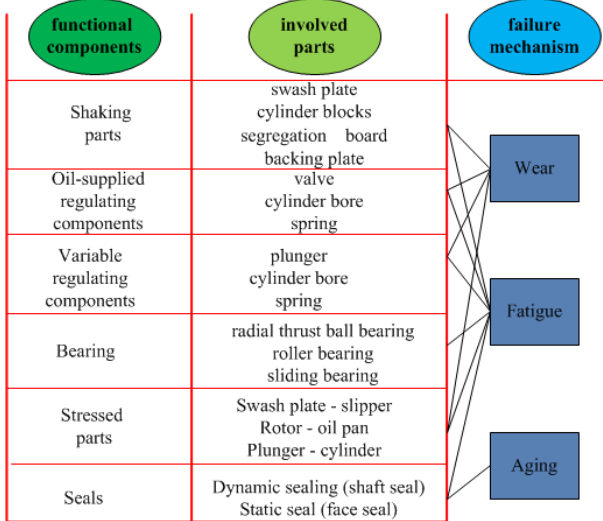 functional
components
involved
parts
failure
mechanism
Shaking
parts
swash plate
cylinder blocks
segregation board
backing plate
Oil-supplied
regulating
components
valve
cylinder bore
spring
Variable
regulating
components
plunger
cylinder bore
spring
Bearing
radial thrust ball bearing
roller bearing
sliding bearing
Stressed
parts
Swash plate - slipper
Rotor - oil pan
Plunger - cylinder
Seals
Dynamic sealing (shaft seal)
Static seal (face seal)
Wear
Fatigue
Aging